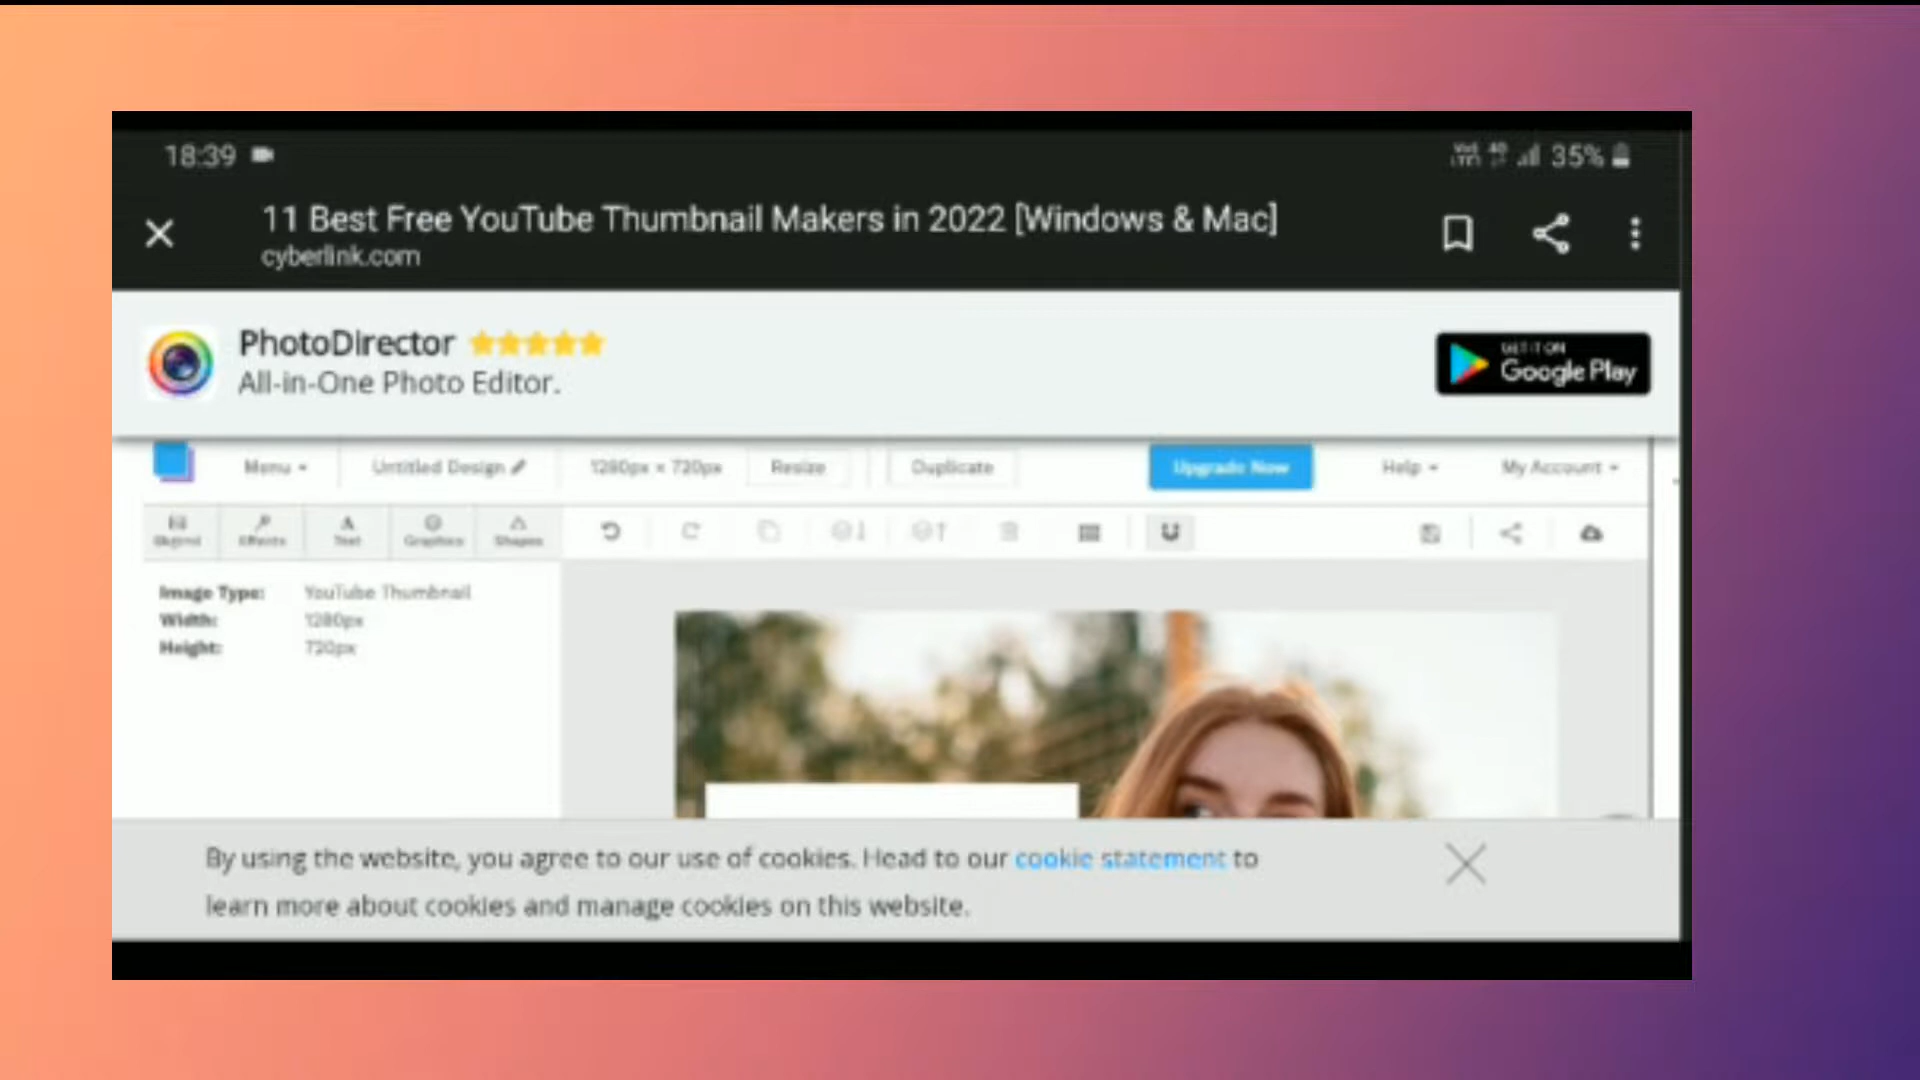 18:39
35%
11 Best Free YouTube Thumbnail Makers in 2022 [Windows & Mac]
cyberlink.com
PhotoDirector
All-in-One Photo Editor.
GET IT ON
Google Play
Menu
Untitled Design
1280px × 720px
Resize
Duplicate
Upgrade Now
Help
My Account
Effects
Text
Graphics
Shapes
Image Type: YouTube Thumbnail
Width: 1280px
Height: 720px
By using the website, you agree to our use of cookies. Head to our cookie statement to
learn more about cookies and manage cookies on this website.